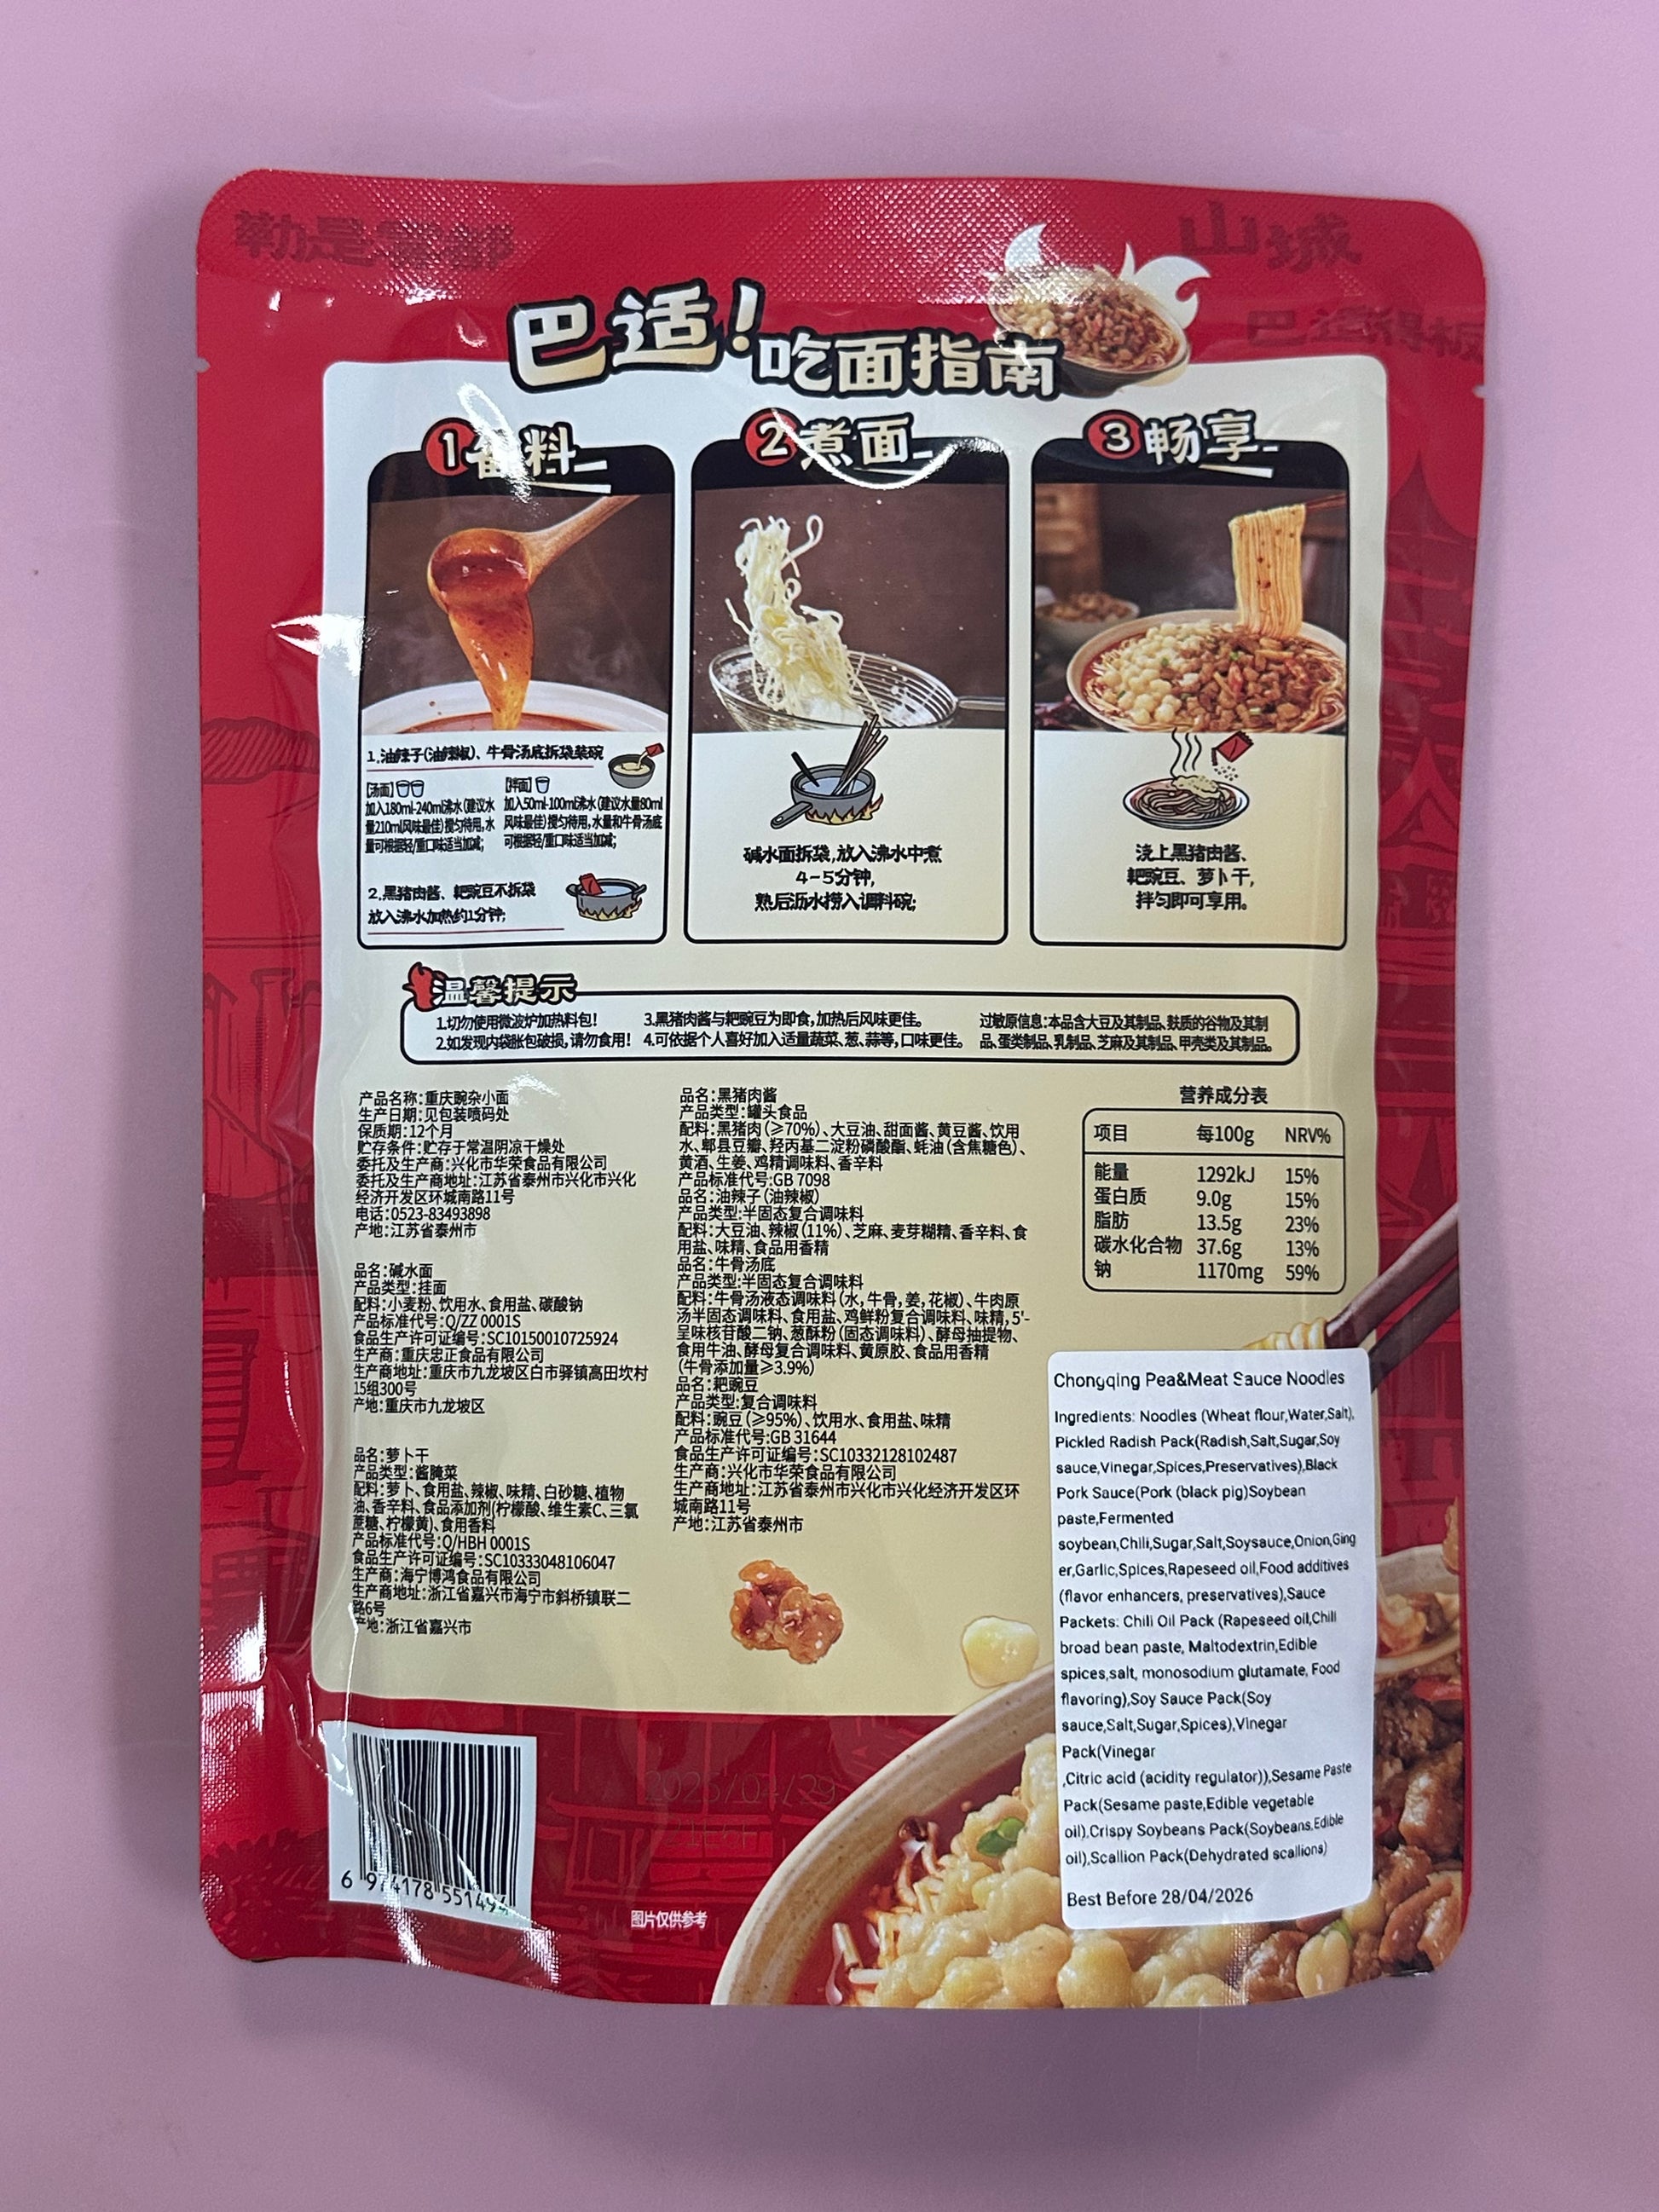 勒是雾都
山城
巴适得板
巴适!
吃面指南
1备料
1.油辣子(油辣椒)、牛骨汤底拆袋装碗
[汤面]
加入180ml-240ml沸水(建议水
量210ml风味最佳)搅匀待用,水
量可根据轻/重口味适当加减;
[拌面]
加入50ml-100ml沸水(建议水量80ml
风味最佳)搅匀待用,水量和牛骨汤底
可根据轻/重口味适当加减;
2.黑猪肉酱、耙豌豆不拆袋
放入沸水加热约1分钟;
2煮面
碱水面拆袋,放入沸水中煮
4-5分钟,
熟后沥水捞入调料碗;
3畅享
浇上黑猪肉酱、
耙豌豆、萝卜干,
拌匀即可享用。
温馨提示
1.切勿使用微波炉加热料包!
2.如发现内袋胀包破损,请勿食用!
3.黑猪肉酱与耙豌豆为即食,加热后风味更佳。
4.可依据个人喜好加入适量蔬菜、葱、蒜等,口味更佳。
过敏原信息:本品含大豆及其制品、麸质的谷物及其制
品、蛋类制品、乳制品、芝麻及其制品、甲壳类及其制品。
产品名称:重庆豌杂小面
生产日期:见包装喷码处
保质期:12个月
贮存条件:贮存于常温阴凉干燥处
委托及生产商:兴化市华荣食品有限公司
委托及生产商地址:江苏省泰州市兴化市兴化
经济开发区环城南路11号
电话:0523-83493898
产地:江苏省泰州市
品名:碱水面
产品类型:挂面
配料:小麦粉、饮用水、食用盐、碳酸钠
产品标准代号:Q/ZZ 0001S
食品生产许可证编号:SC10150010725924
生产商:重庆忠正食品有限公司
生产商地址:重庆市九龙坡区白市驿镇高田坎村
15组300号
产地:重庆市九龙坡区
品名:萝卜干
产品类型:酱腌菜
配料:萝卜、食用盐、辣椒、味精、白砂糖、植物
油、香辛料、食品添加剂(柠檬酸、维生素C、三氯
蔗糖、柠檬黄)、食用香料
产品标准代号:Q/HBH 0001S
食品生产许可证编号:SC10333048106047
生产商:海宁博鸿食品有限公司
生产商地址:浙江省嘉兴市海宁市斜桥镇联二
路6号
产地:浙江省嘉兴市
品名:黑猪肉酱
产品类型:罐头食品
配料:黑猪肉(≥70%)、大豆油、甜面酱、黄豆酱、饮用
水、郫县豆瓣、羟丙基二淀粉磷酸酯、蚝油(含焦糖色)、
黄酒、生姜、鸡精调味料、香辛料
产品标准代号:GB 7098
品名:油辣子(油辣椒)
产品类型:半固态复合调味料
配料:大豆油、辣椒(11%)、芝麻、麦芽糊精、香辛料、食
用盐、味精、食品用香精
品名:牛骨汤底
产品类型:半固态复合调味料
配料:牛骨汤液态调味料(水,牛骨,姜,花椒)、牛肉原
汤半固态调味料、食用盐、鸡鲜粉复合调味料、味精,5'-
呈味核苷酸二钠、葱酥粉(固态调味料)、酵母抽提物、
食用牛油、酵母复合调味料、黄原胶、食品用香精
(牛骨添加量≥3.9%)
品名:耙豌豆
产品类型:复合调味料
配料:豌豆(≥95%)、饮用水、食用盐、味精
产品标准代号:GB 31644
食品生产许可证编号:SC10332128102487
生产商:兴化市华荣食品有限公司
生产商地址:江苏省泰州市兴化市兴化经济开发区环
城南路11号
产地:江苏省泰州市
营养成分表
项目 每100g NRV%
能量 1292kJ 15%
蛋白质 9.0g 15%
脂肪 13.5g 23%
碳水化合物 37.6g 13%
钠 1170mg 59%
Chongqing Pea&Meat Sauce Noodles
Ingredients: Noodles (Wheat flour,Water,Salt),
Pickled Radish Pack(Radish,Salt,Sugar,Soy
sauce,Vinegar,Spices,Preservatives),Black
Pork Sauce(Pork (black pig)Soybean
paste,Fermented
soybean,Chili,Sugar,Salt,Soysauce,Onion,Ging
er,Garlic,Spices,Rapeseed oil,Food additives
(flavor enhancers, preservatives),Sauce
Packets: Chili Oil Pack (Rapeseed oil,Chili
broad bean paste, Maltodextrin,Edible
spices,salt, monosodium glutamate, Food
flavoring),Soy Sauce Pack(Soy
sauce,Salt,Sugar,Spices),Vinegar
Pack(Vinegar
,Citric acid (acidity regulator)),Sesame Paste
Pack(Sesame paste,Edible vegetable
oil),Crispy Soybeans Pack(Soybeans,Edible
oil),Scallion Pack(Dehydrated scallions)
Best Before 28/04/2026
2025/04/29
6 974178 55149
图片仅供参考